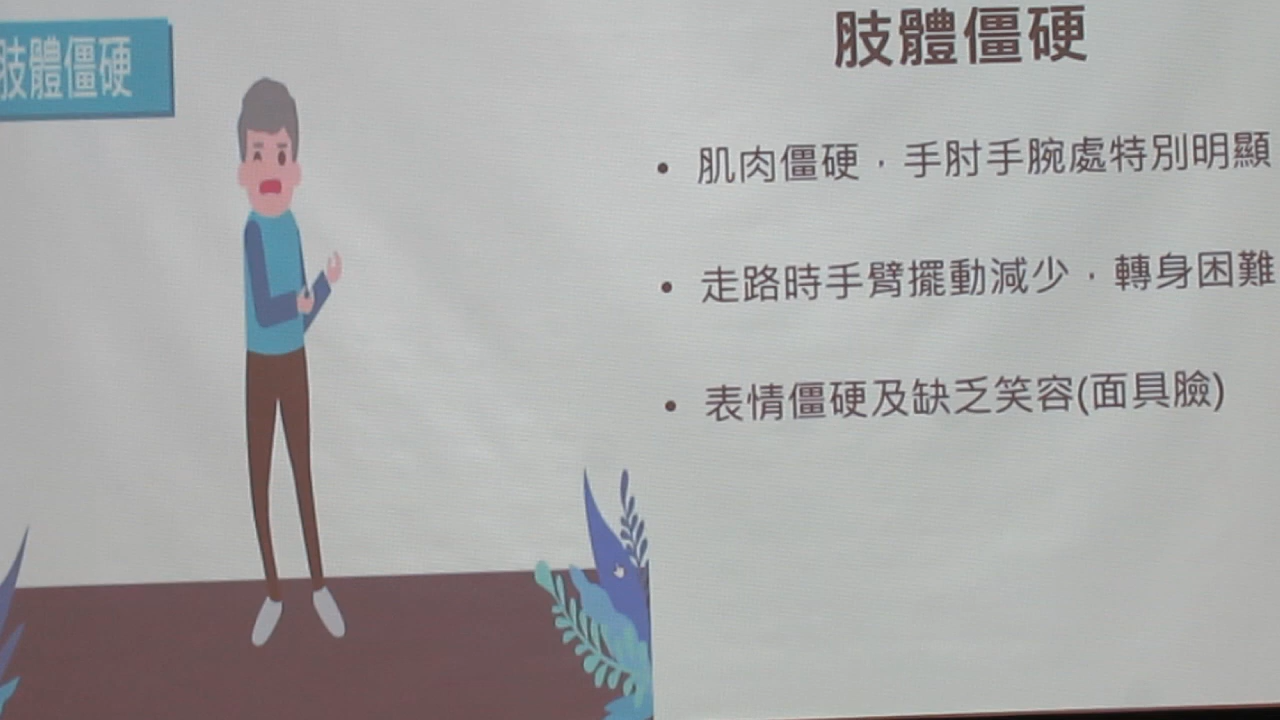 肢體僵硬
肢體僵硬
• 肌肉僵硬，手肘手腕處特別明顯
• 走路時手臂擺動減少，轉身困難
• 表情僵硬及缺乏笑容(面具臉)